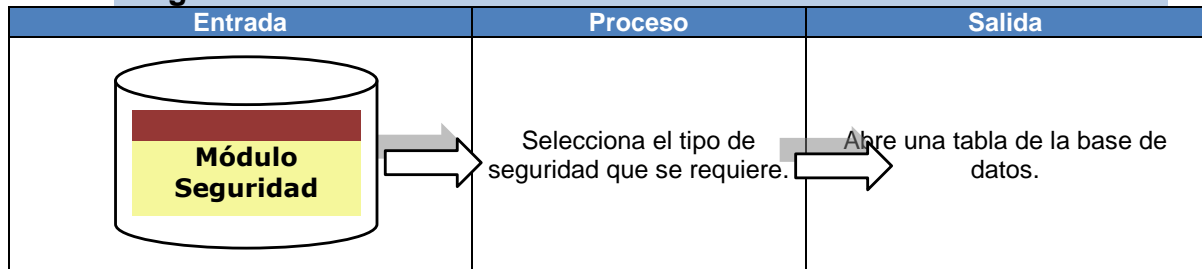 Entrada Proceso Salida
Módulo
Seguridad
Selecciona el tipo de
seguridad que se requiere.
Abre una tabla de la base de
datos.